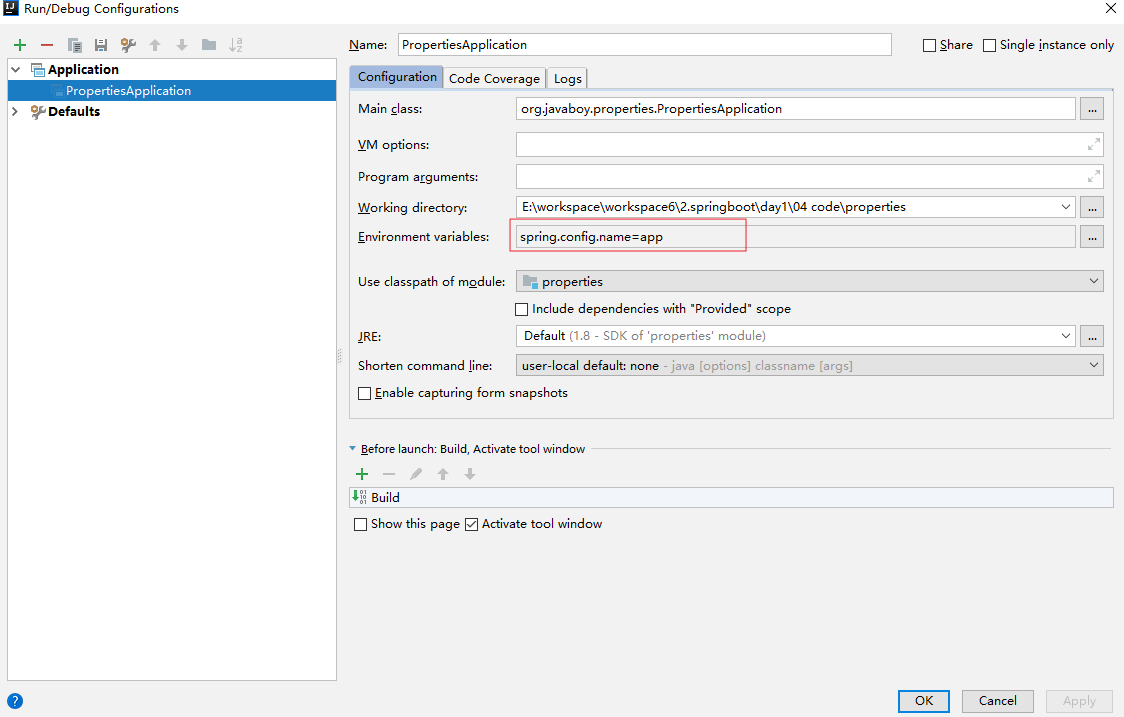 Run/Debug Configurations
Name: PropertiesApplication Share Single instance only
Application
PropertiesApplication
Defaults
Configuration Code Coverage Logs
Main class: org.javaboy.properties.PropertiesApplication ...
VM options:
Program arguments:
Working directory: E:\workspace\workspace6\2.springboot\day1\04 code\properties ...
Environment variables: spring.config.name=app ...
Use classpath of module: properties
Include dependencies with "Provided" scope
JRE: Default (1.8 - SDK of 'properties' module) ...
Shorten command line: user-local default: none - java [options] classname [args]
Enable capturing form snapshots
Before launch: Build, Activate tool window
Build
Show this page Activate tool window
? OK Cancel Apply